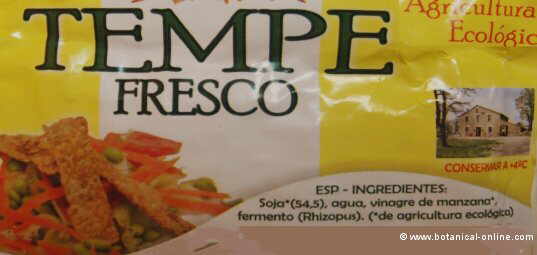 Agricultura
Ecológic
TEMPE
FRESCO
CONSERVAR A +4ºC
ESP - INGREDIENTES:
Soja*(54,5), agua, vinagre de manzana*,
fermento (Rhizopus). (*de agricultura ecológica)
© www.botanical-online.com